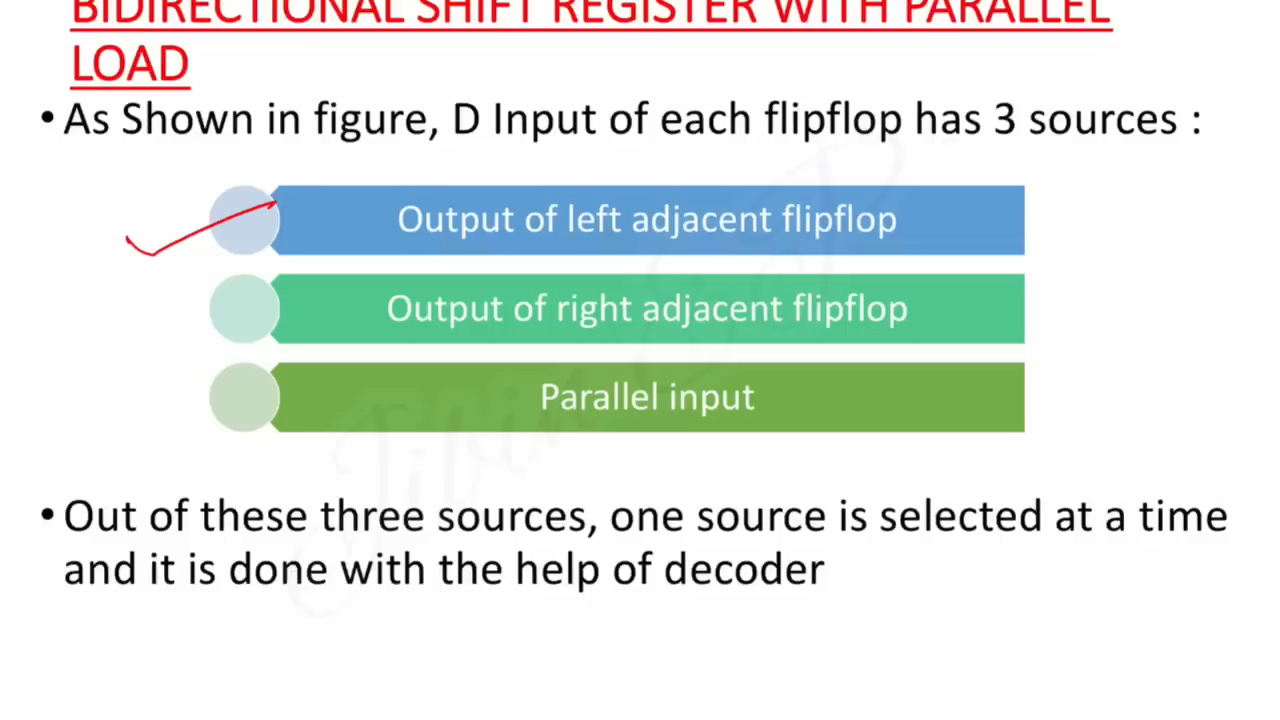 BIDIRECTIONAL SHIFT REGISTER WITH PARALLEL
LOAD
• As Shown in figure, D Input of each flipflop has 3 sources :
Output of left adjacent flipflop
Output of right adjacent flipflop
Parallel input
• Out of these three sources, one source is selected at a time
and it is done with the help of decoder